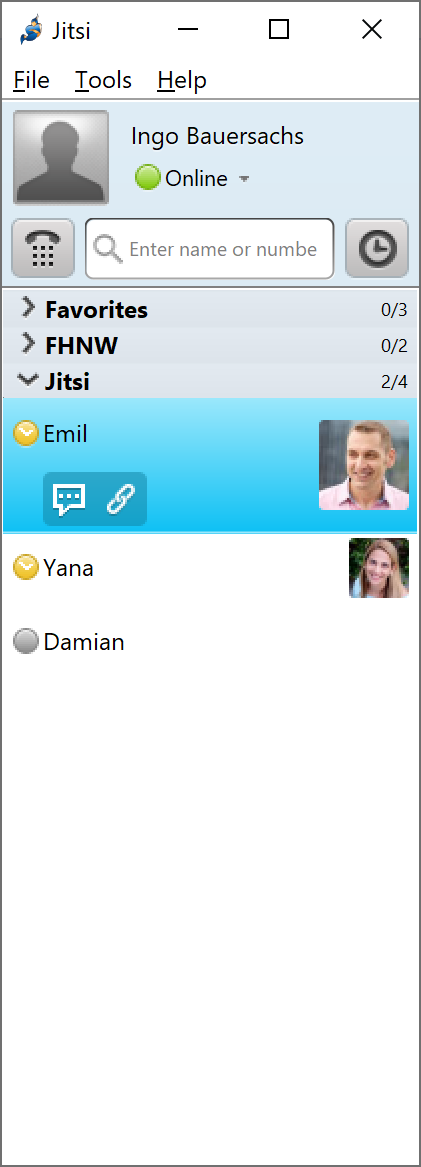 Jitsi
File Tools Help
Ingo Bauersachs
Online
Enter name or numbe
Favorites 0/3
FHNW 0/2
Jitsi 2/4
Emil
Yana
Damian